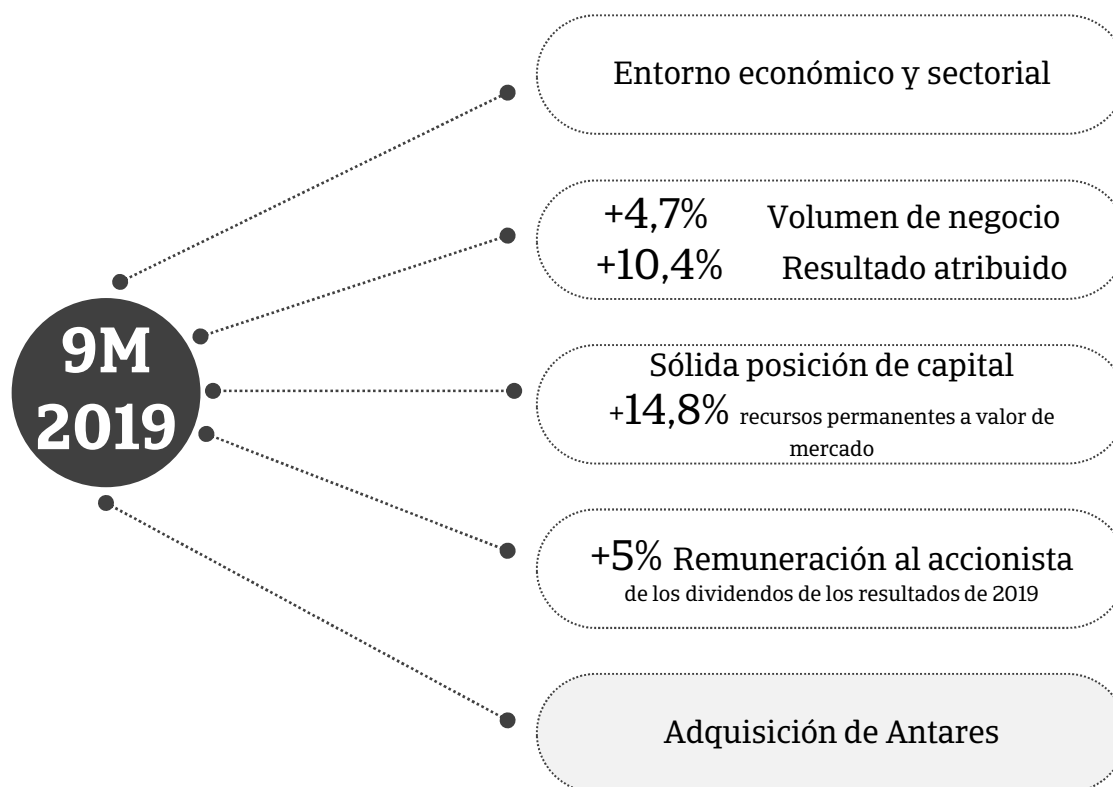 Entorno económico y sectorial
+4,7% Volumen de negocio
+10,4% Resultado atribuido
9M
2019
Sólida posición de capital
+14,8% recursos permanentes a valor de
mercado
+5% Remuneración al accionista
de los dividendos de los resultados de 2019
Adquisición de Antares